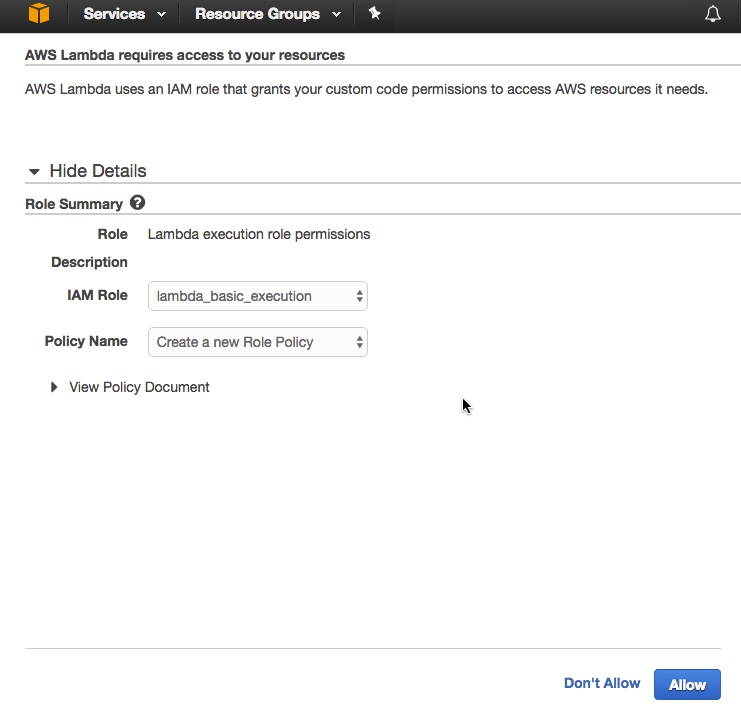 Services Resource Groups
AWS Lambda requires access to your resources
AWS Lambda uses an IAM role that grants your custom code permissions to access AWS resources it needs.
Hide Details
Role Summary ?
Role Lambda execution role permissions
Description
IAM Role lambda_basic_execution
Policy Name Create a new Role Policy
View Policy Document
Don't Allow Allow